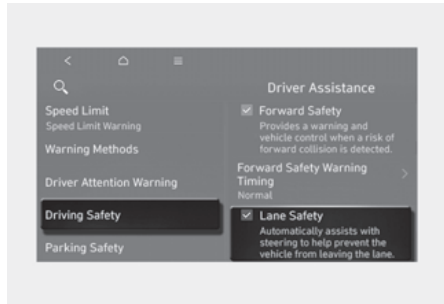 Driver Assistance
Speed Limit
Speed Limit Warning
Warning Methods
Driver Attention Warning
Driving Safety
Parking Safety
Forward Safety
Provides a warning and
vehicle control when a risk of
forward collision is detected.
Forward Safety Warning
Timing
Normal
Lane Safety
Automatically assists with
steering to help prevent the
vehicle from leaving the lane.